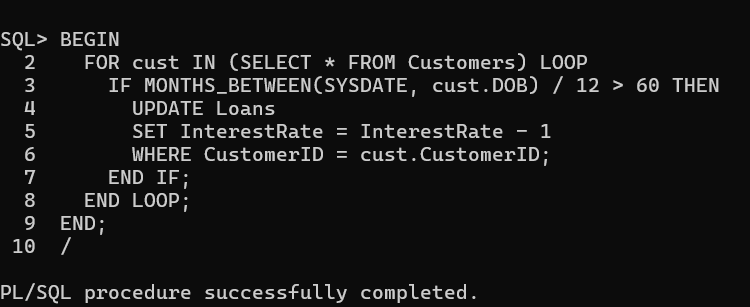 SQL> BEGIN
  2    FOR cust IN (SELECT * FROM Customers) LOOP
  3      IF MONTHS_BETWEEN(SYSDATE, cust.DOB) / 12 > 60 THEN
  4        UPDATE Loans
  5        SET InterestRate = InterestRate - 1
  6        WHERE CustomerID = cust.CustomerID;
  7      END IF;
  8    END LOOP;
  9  END;
 10  /
PL/SQL procedure successfully completed.